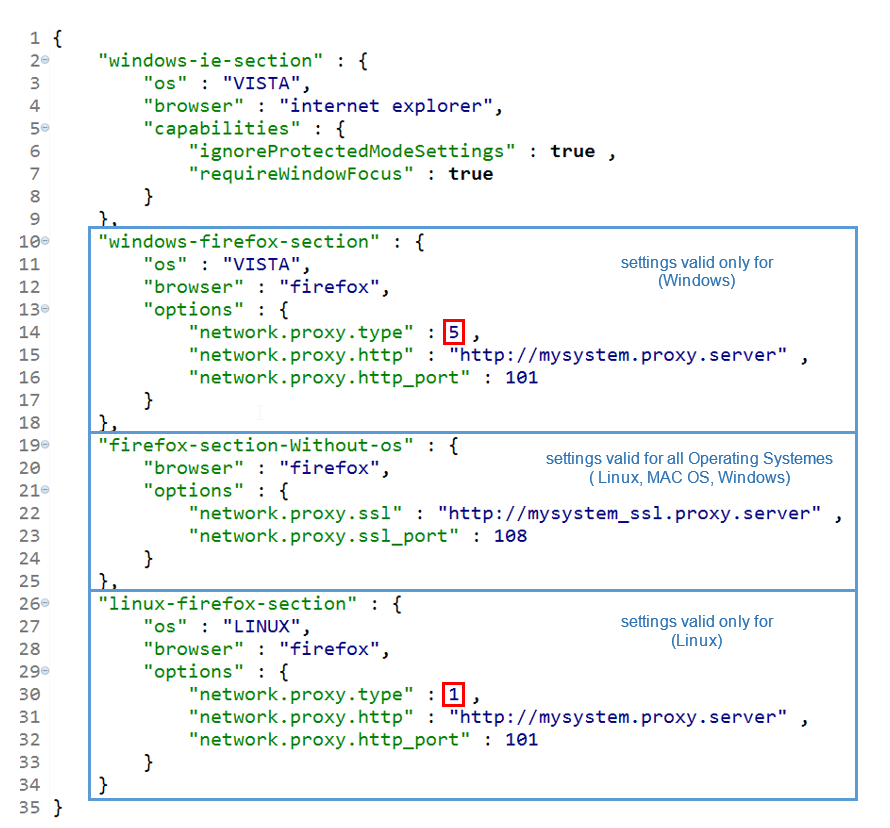 1 {
2 "windows-ie-section" : {
3 "os" : "VISTA",
4 "browser" : "internet explorer",
5 "capabilities" : {
6 "ignoreProtectedModeSettings" : true ,
7 "requireWindowFocus" : true
8 }
9 },
10 "windows-firefox-section" : {
11 "os" : "VISTA",
settings valid only for
(Windows)
12 "browser" : "firefox",
13 "options" : {
14 "network.proxy.type" : 5 ,
15 "network.proxy.http" : "http://mysystem.proxy.server" ,
16 "network.proxy.http_port" : 101
17 }
18 },
19 "firefox-section-Without-os" : {
settings valid for all Operating Systemes
( Linux, MAC OS, Windows)
20 "browser" : "firefox",
21 "options" : {
22 "network.proxy.ssl" : "http://mysystem_ssl.proxy.server" ,
23 "network.proxy.ssl_port" : 108
24 }
25 },
26 "linux-firefox-section" : {
27 "os" : "LINUX",
settings valid only for
(Linux)
28 "browser" : "firefox",
29 "options" : {
30 "network.proxy.type" : 1 ,
31 "network.proxy.http" : "http://mysystem.proxy.server" ,
32 "network.proxy.http_port" : 101
33 }
34 }
35 }